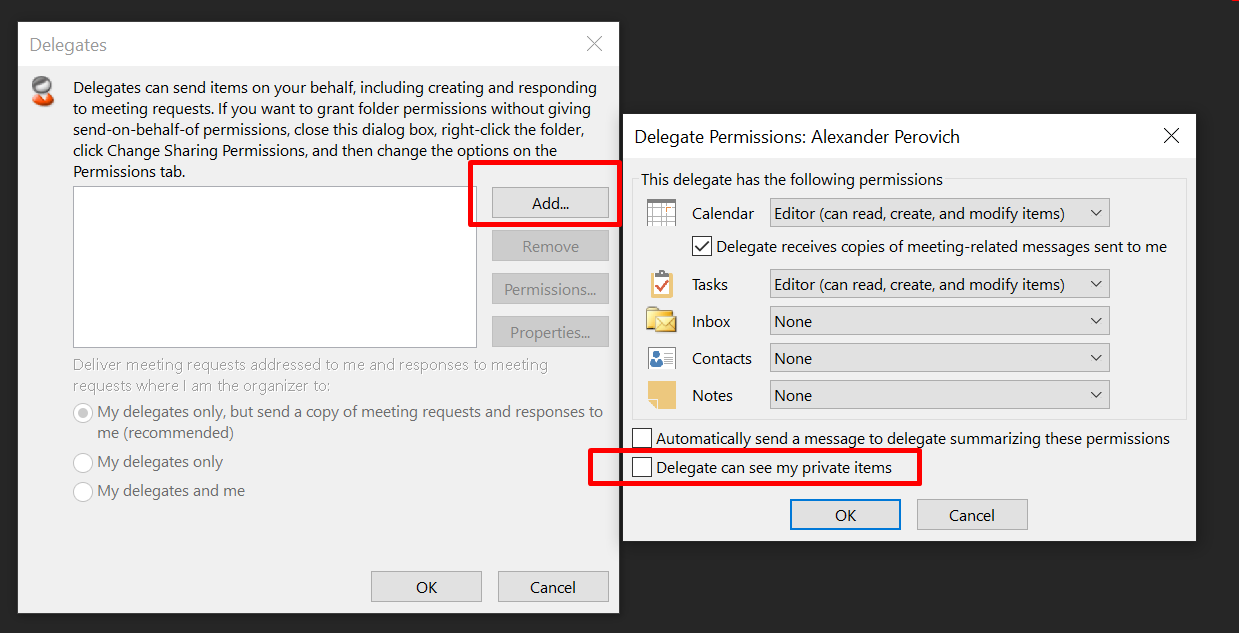 Delegates
Delegates can send items on your behalf, including creating and responding
to meeting requests. If you want to grant folder permissions without giving
send-on-behalf-of permissions, close this dialog box, right-click the folder,
click Change Sharing Permissions, and then change the options on the
Permissions tab.
Add...
Remove
Permissions...
Properties...
Deliver meeting requests addressed to me and responses to meeting
requests where I am the organizer to:
My delegates only, but send a copy of meeting requests and responses to
me (recommended)
My delegates only
My delegates and me
OK
Cancel
Delegate Permissions: Alexander Perovich
This delegate has the following permissions
Calendar
Editor (can read, create, and modify items)
Delegate receives copies of meeting-related messages sent to me
Tasks
Editor (can read, create, and modify items)
Inbox
None
Contacts
None
Notes
None
Automatically send a message to delegate summarizing these permissions
Delegate can see my private items
OK
Cancel